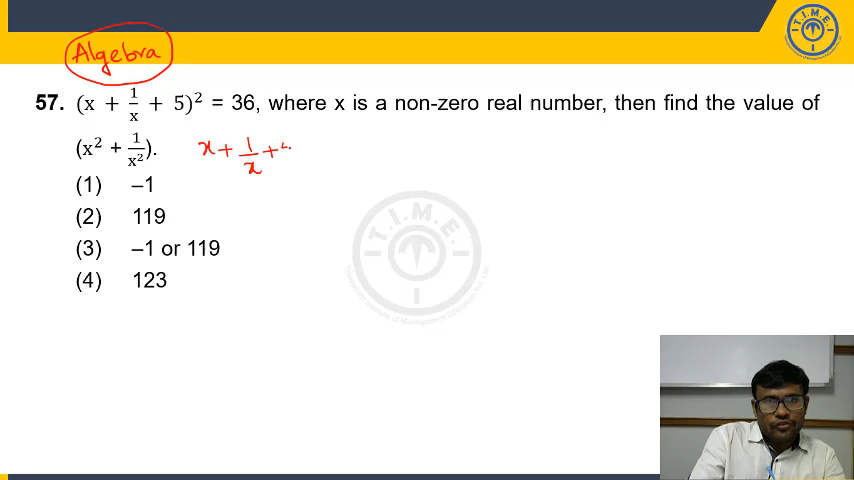 T.I.M.E.
Algebra
57. (x + 1/x + 5)² = 36, where x is a non-zero real number, then find the value of
(x² + 1/x²). x + 1/x +
(1) –1
(2) 119
(3) –1 or 119
(4) 123
T.I.M.E.